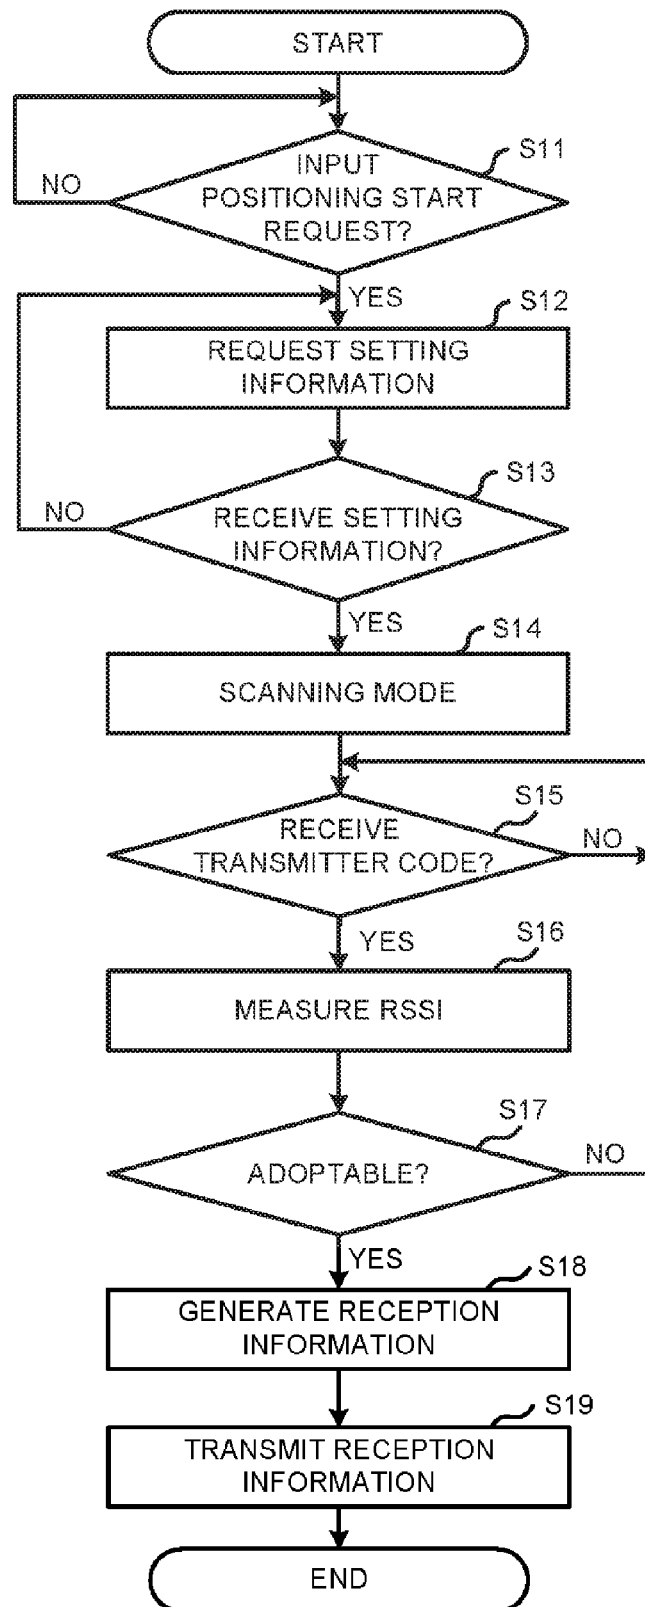 START
S11
INPUT
POSITIONING START
REQUEST?
NO
YES
S12
REQUEST SETTING
INFORMATION
S13
RECEIVE SETTING
INFORMATION?
NO
YES
S14
SCANNING MODE
S15
RECEIVE
TRANSMITTER CODE?
NO
YES
S16
MEASURE RSSI
S17
ADOPTABLE?
NO
YES
S18
GENERATE RECEPTION
INFORMATION
S19
TRANSMIT RECEPTION
INFORMATION
END